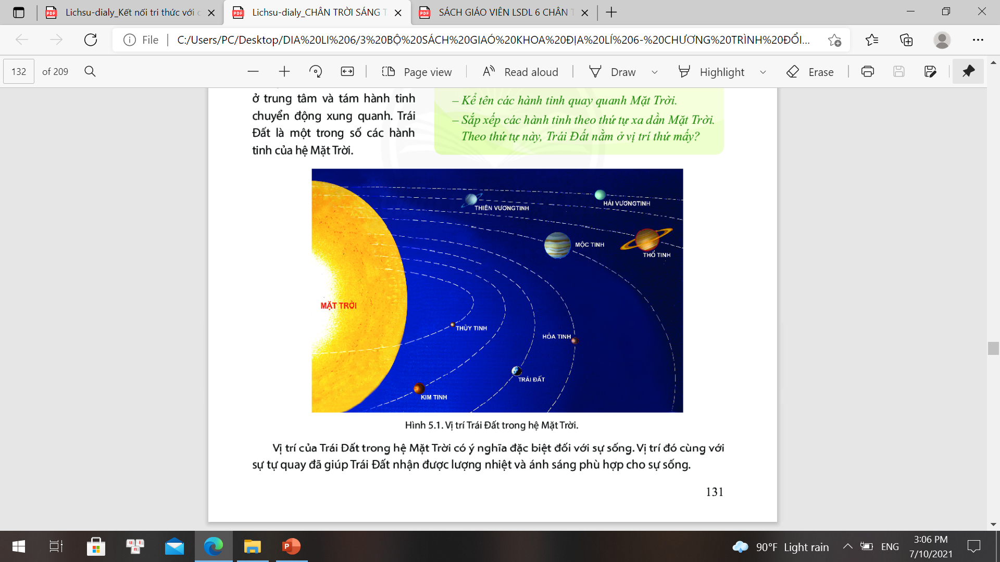 Lichsu-dialy_Kết nối tri thức với c
Lichsu-dialy_CHÂN TRỜI SÁNG T
SÁCH GIÁO VIÊN LSDL 6 CHÂN T
File
C:/Users/PC/Desktop/DIA%20LI%206/3%20BỘ%20SÁCH%20GIAÓ%20KHOA%20ĐỊA%20LÍ%206-%20CHƯƠNG%20TRÌNH%20ĐỔI...
132 of 209
Page view
Read aloud
Draw
Highlight
Erase
ở trung tâm và tám hành tinh
chuyển động xung quanh. Trái
Đất là một trong số các hành
tinh của hệ Mặt Trời.
– Kể tên các hành tinh quay quanh Mặt Trời.
– Sắp xếp các hành tinh theo thứ tự xa dần Mặt Trời.
Theo thứ tự này, Trái Đất nằm ở vị trí thứ mấy?
THIÊN VƯƠNGTINH
HẢI VƯƠNGTINH
MỘC TINH
THỔ TINH
MẶT TRỜI
THỦY TINH
HỎA TINH
TRÁI ĐẤT
KIM TINH
Hình 5.1. Vị trí Trái Đất trong hệ Mặt Trời.
Vị trí của Trái Đất trong hệ Mặt Trời có ý nghĩa đặc biệt đối với sự sống. Vị trí đó cùng với
sự tự quay đã giúp Trái Đất nhận được lượng nhiệt và ánh sáng phù hợp cho sự sống.
131
90°F Light rain
ENG
3:06 PM
7/10/2021